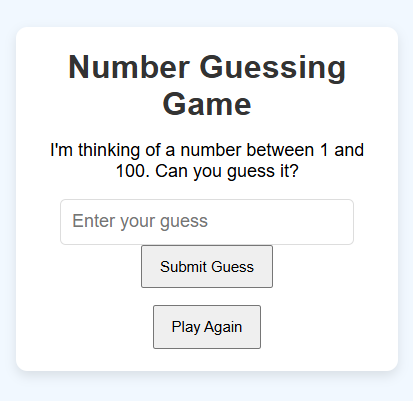 Number Guessing
Game
I'm thinking of a number between 1 and
100. Can you guess it?
Enter your guess
Submit Guess
Play Again